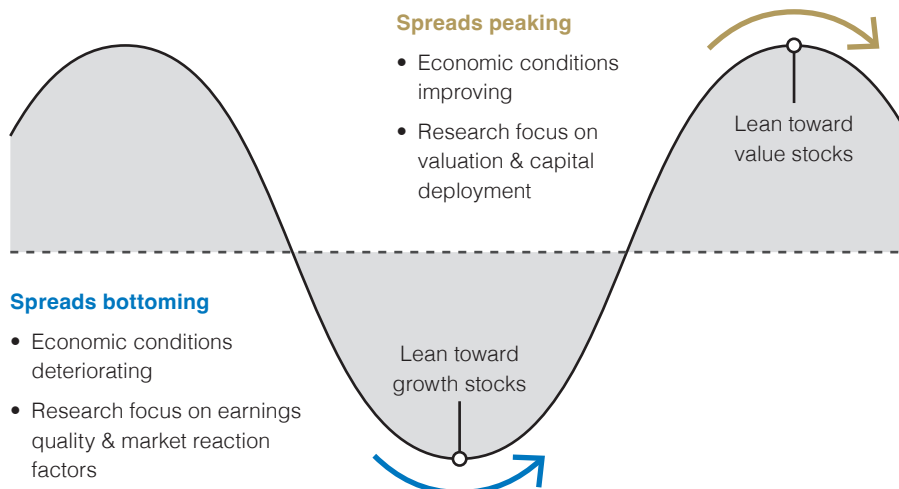 Spreads peaking
• Economic conditions
improving
• Research focus on
valuation & capital
deployment
Lean toward
value stocks
Spreads bottoming
• Economic conditions
deteriorating
• Research focus on earnings
quality & market reaction
factors
Lean toward
growth stocks